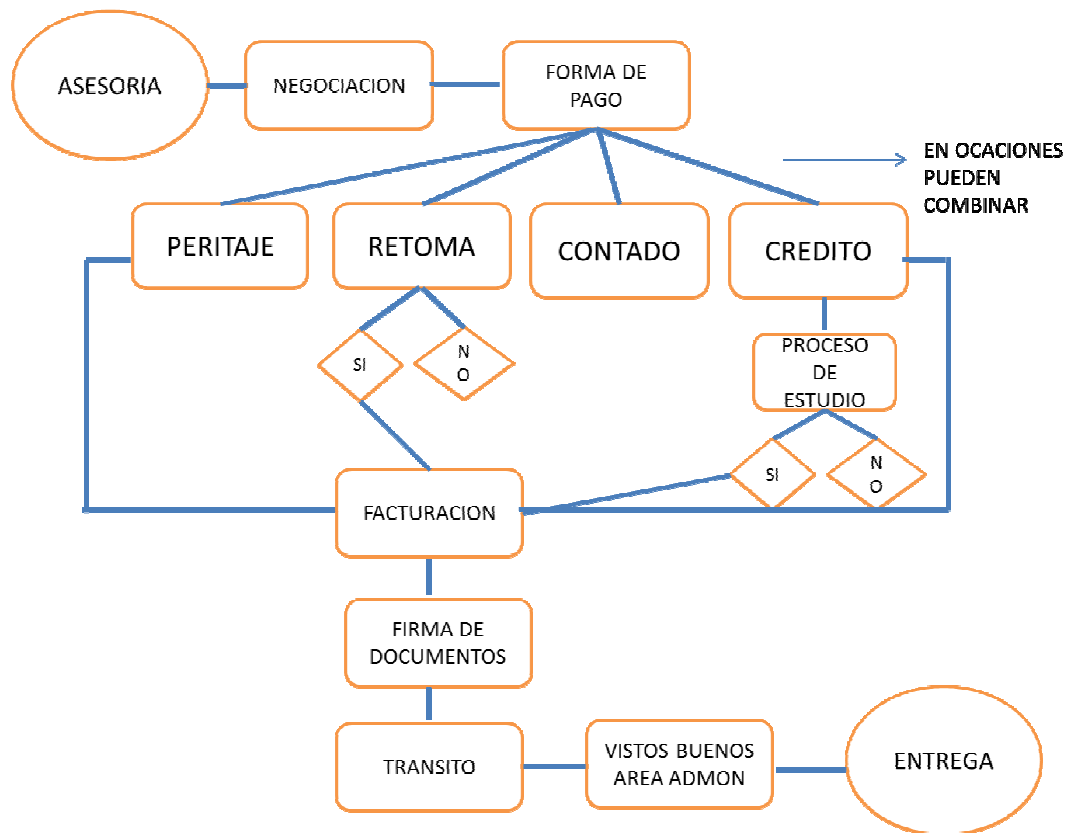 ASESORIA
NEGOCIACION
FORMA DE
PAGO
EN OCACIONES
PUEDEN
COMBINAR
PERITAJE
RETOMA
CONTADO
CREDITO
SI
N
O
PROCESO
DE
ESTUDIO
SI
N
O
FACTURACION
FIRMA DE
DOCUMENTOS
TRANSITO
VISTOS BUENOS
AREA ADMON
ENTREGA